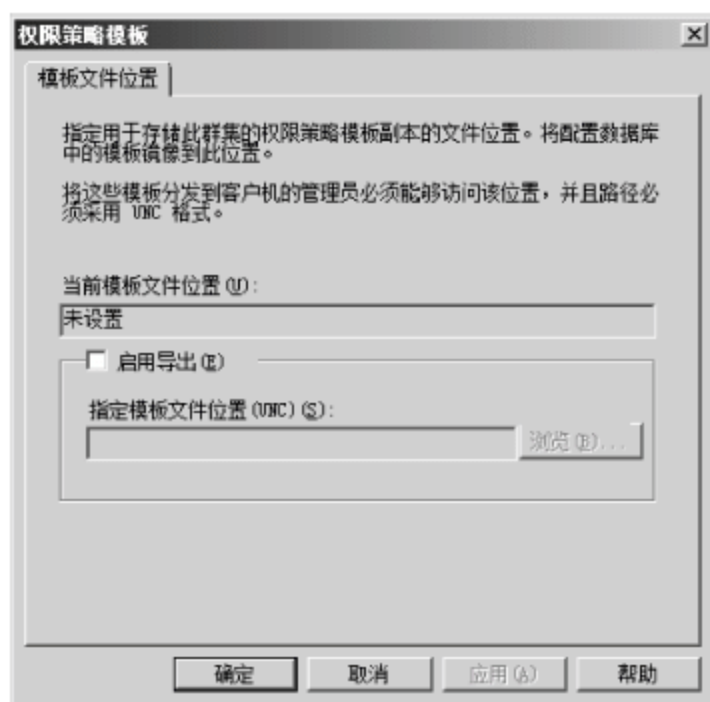 权限策略模板
模板文件位置
指定用于存储此群集的权限策略模板副本的文件位置。将配置数据库
中的模板镜像到此位置。
将这些模板分发到客户机的管理员必须能够访问该位置，并且路径必
须采用 UNC 格式。
当前模板文件位置(U):
未设置
启用导出(E)
指定模板文件位置(UNC)(S):
浏览(B)...
确定 取消 应用(A) 帮助